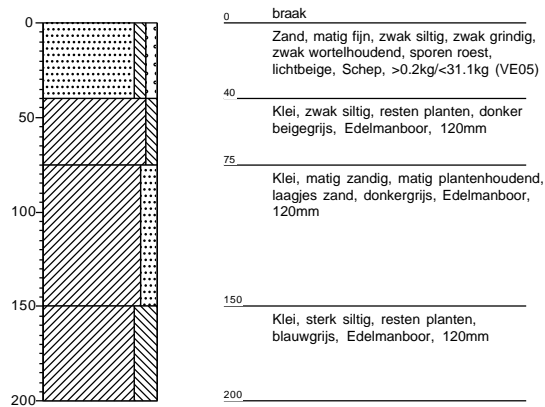 0
50
100
150
200
0
braak
Zand, matig fijn, zwak siltig, zwak grindig,
zwak wortelhoudend, sporen roest,
lichtbeige, Schep, >0.2kg/<31.1kg (VE05)
40
Klei, zwak siltig, resten planten, donker
beigegrijs, Edelmanboor, 120mm
75
Klei, matig zandig, matig plantenhoudend,
laagjes zand, donkergrijs, Edelmanboor,
120mm
150
Klei, sterk siltig, resten planten,
blauwgrijs, Edelmanboor, 120mm
200